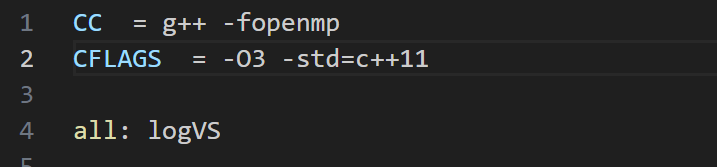 1 CC  = g++ -fopenmp
2 CFLAGS  = -O3 -std=c++11
3
4 all: logVS
5